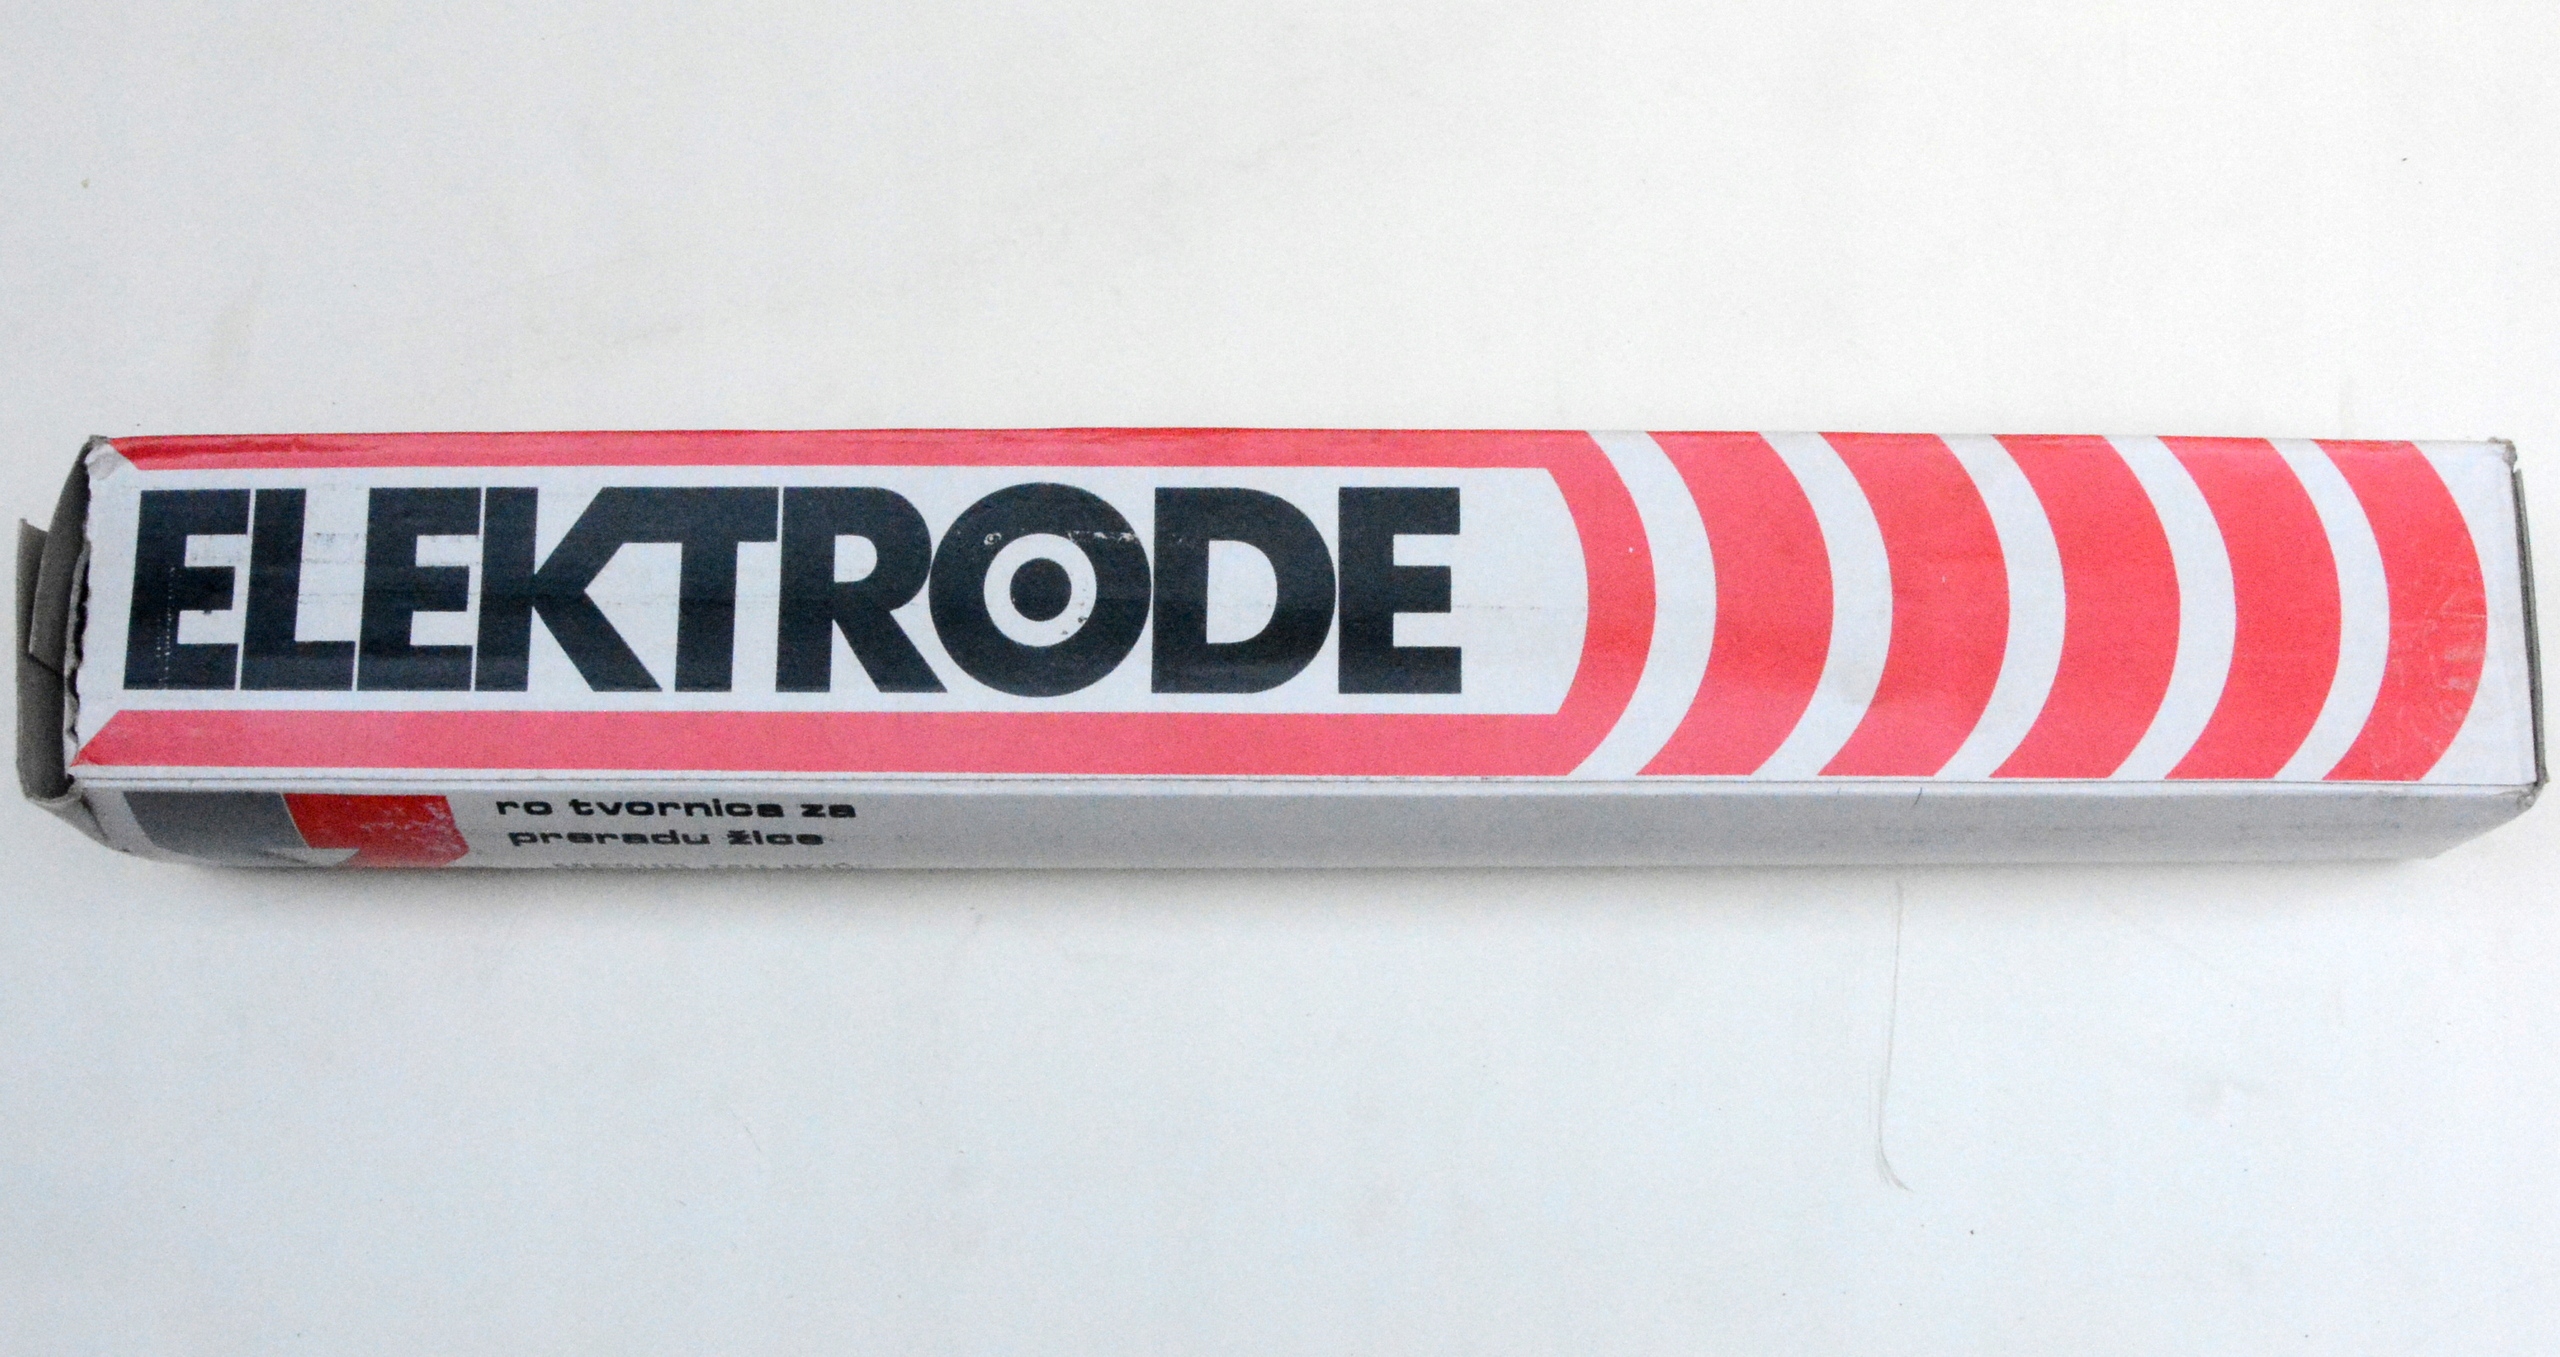 ELEKTRODE
ro tvornica za
preradu žice